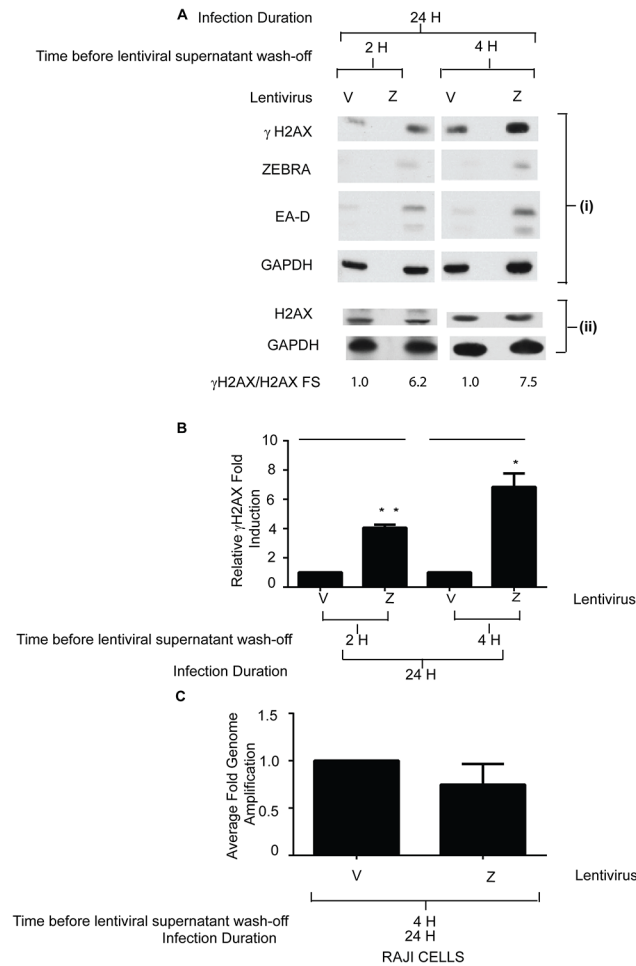 A
Infection Duration 24 H
Time before lentiviral supernatant wash-off 2 H 4 H
Lentivirus V Z V Z
γ H2AX
ZEBRA
EA-D
(i)
GAPDH
H2AX
(ii)
GAPDH
γH2AX/H2AX FS 1.0 6.2 1.0 7.5
B
Relative γH2AX Fold
Induction
10
8
6
4
2
0
* *
*
V Z V Z Lentivirus
Time before lentiviral supernatant wash-off 2 H 4 H
Infection Duration 24 H
C
Average Fold Genome
Amplification
1.5
1.0
0.5
0
V Z Lentivirus
Time before lentiviral supernatant wash-off 4 H
Infection Duration 24 H
RAJI CELLS